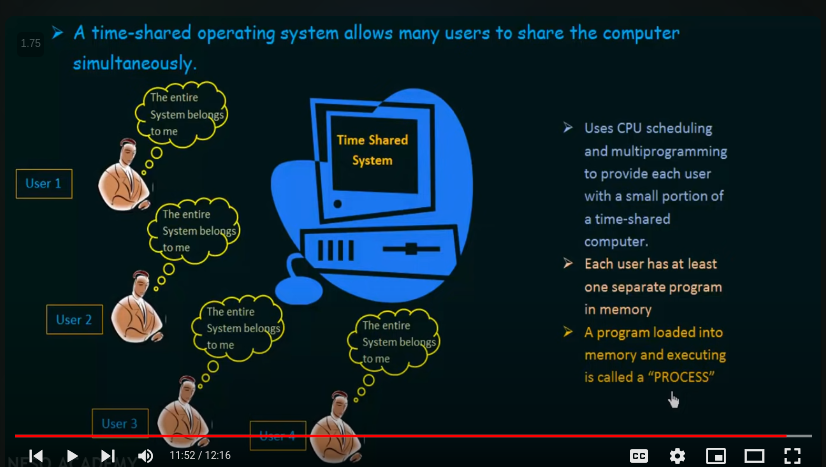 1.75
➤ A time-shared operating system allows many users to share the computer
simultaneously.
The entire
System belongs
to me
User 1
The entire
System belongs
to me
User 2
The entire
System belongs
to me
User 3
The entire
System belongs
to me
User 4
Time Shared
System
➤ Uses CPU scheduling
and multiprogramming
to provide each user
with a small portion of
a time-shared
computer.
➤ Each user has at least
one separate program
in memory
➤ A program loaded into
memory and executing
is called a “PROCESS”
NESO ACADEMY
11:52 / 12:16
CC